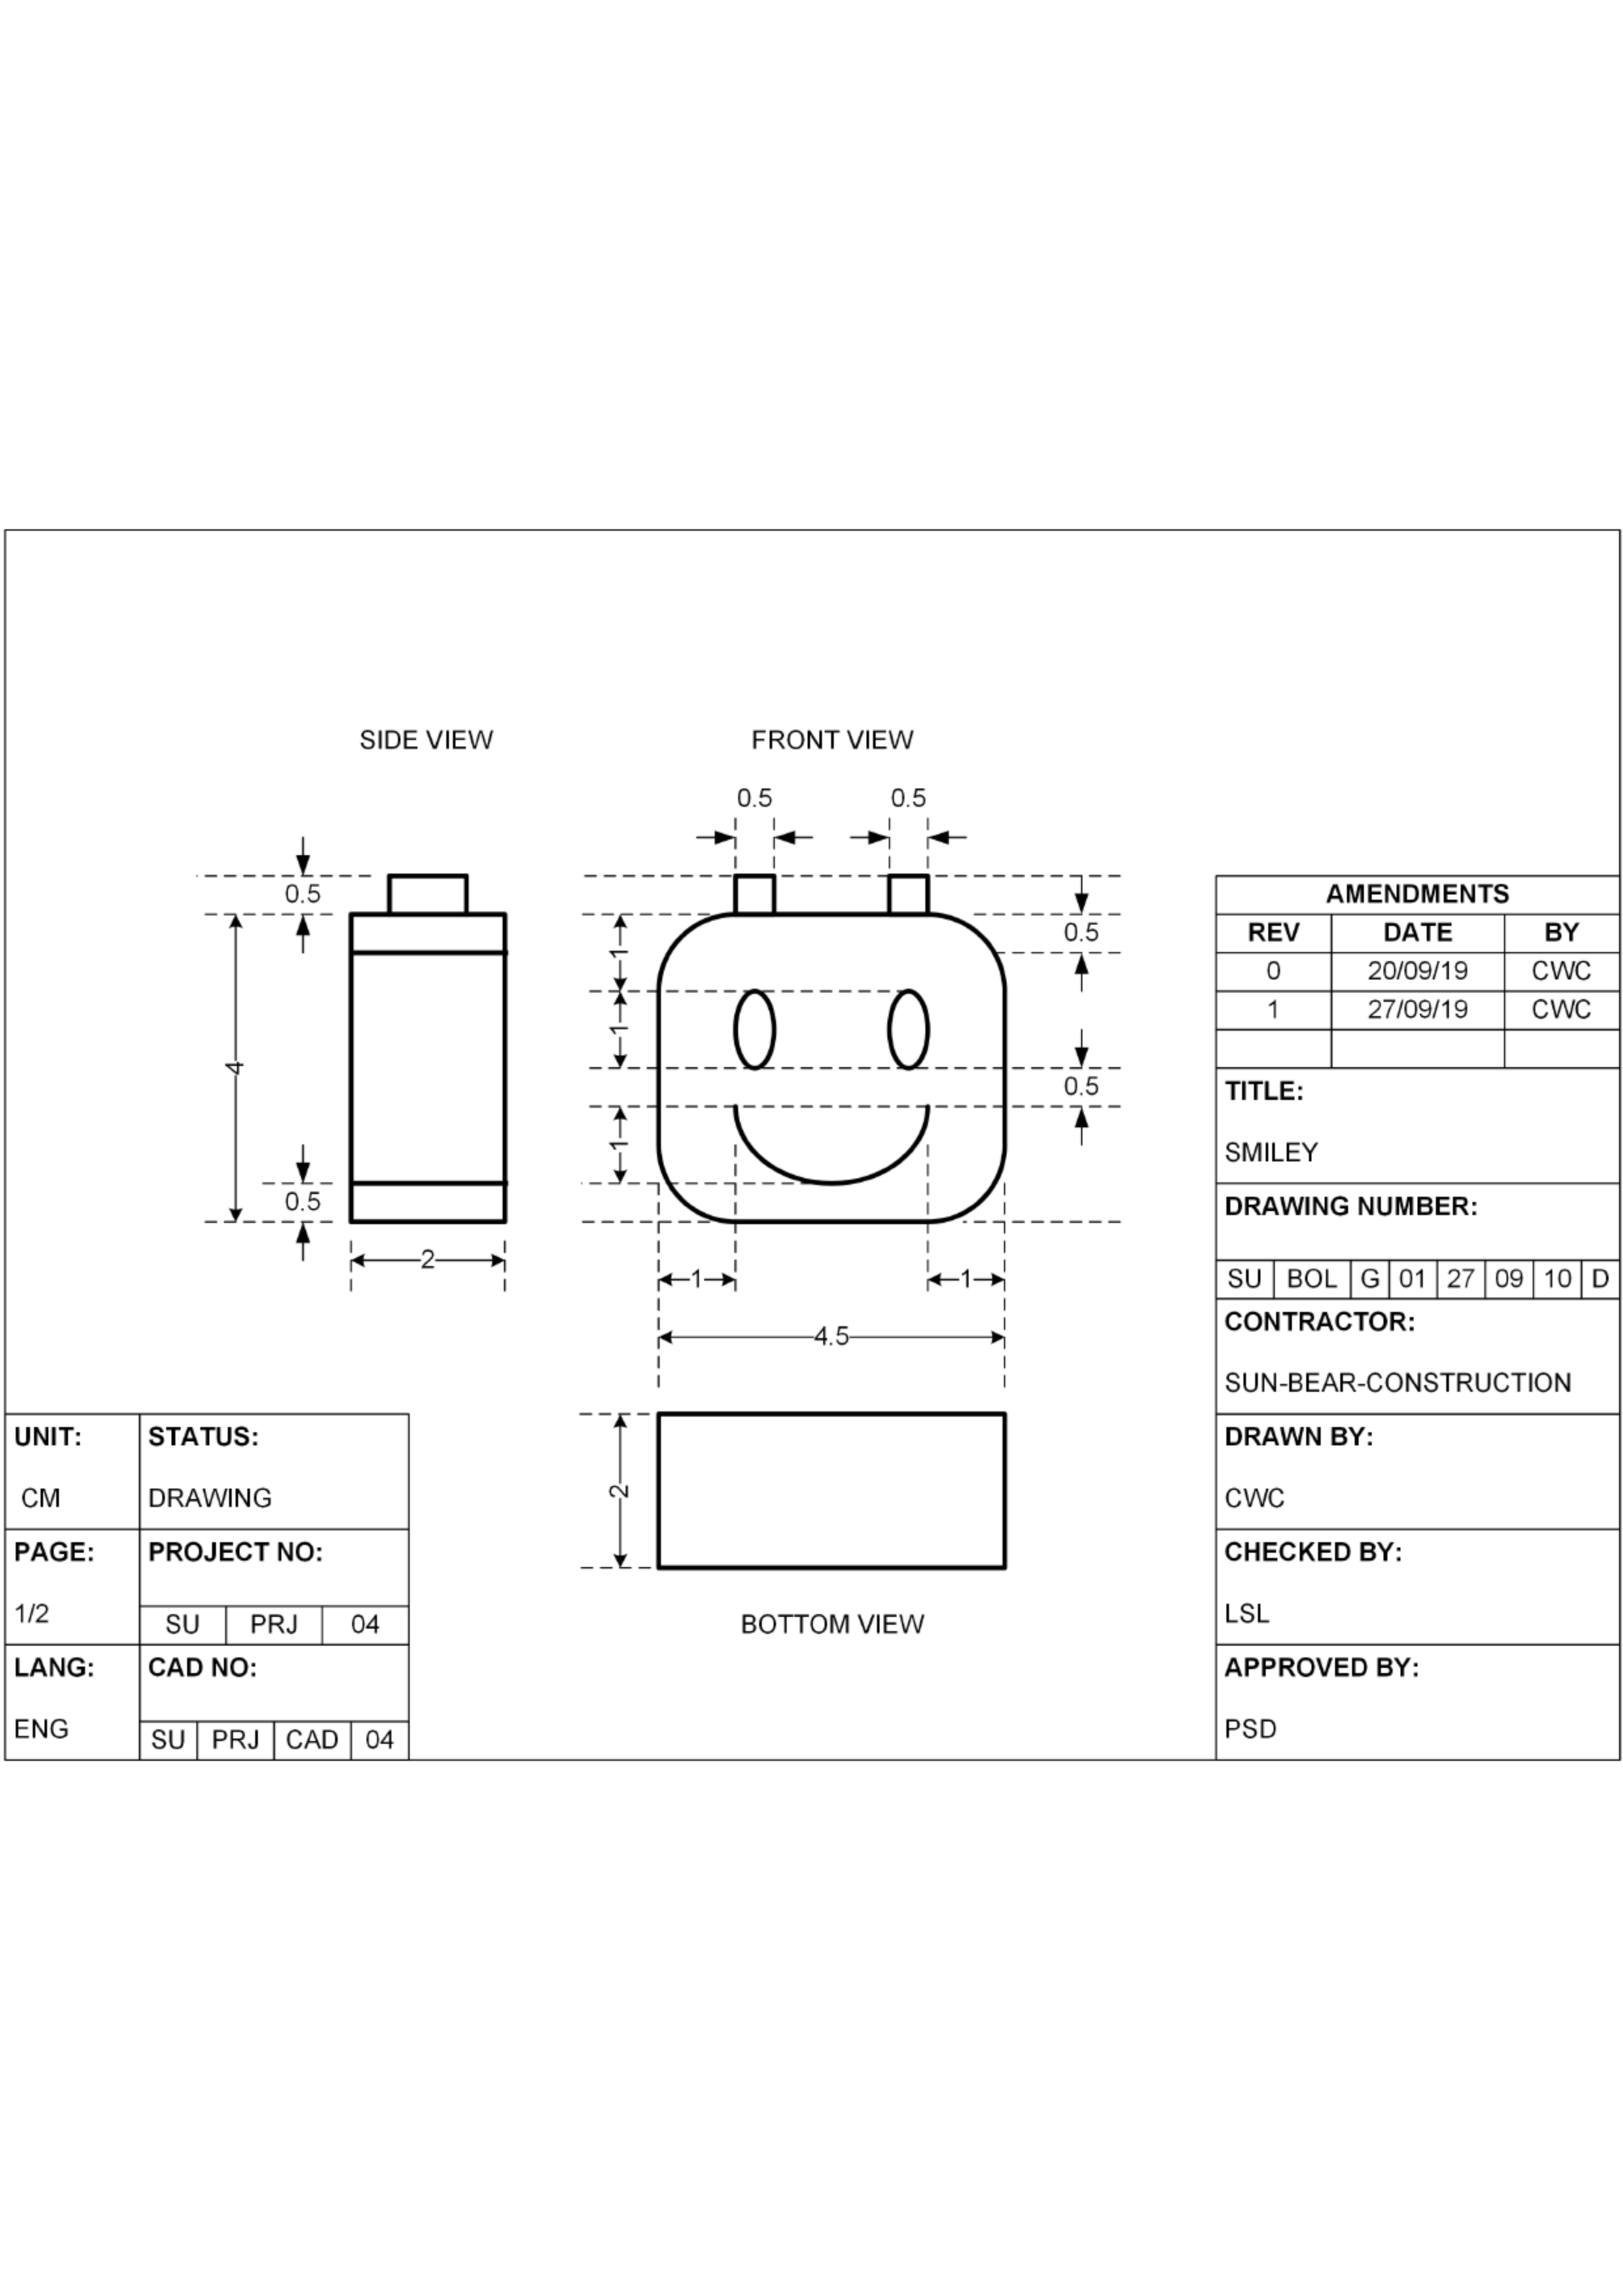 SIDE VIEW
FRONT VIEW
0.5 0.5
0.5
4
0.5
2
1
1
1
0.5
0.5
1 1
4.5
2
BOTTOM VIEW
AMENDMENTS
REV DATE BY
0 20/09/19 CWC
1 27/09/19 CWC
TITLE:
SMILEY
DRAWING NUMBER:
SU BOL G 01 27 09 10 D
CONTRACTOR:
SUN-BEAR-CONSTRUCTION
DRAWN BY:
CWC
CHECKED BY:
LSL
APPROVED BY:
PSD
UNIT:
CM
STATUS:
DRAWING
PAGE:
1/2
PROJECT NO:
SU PRJ 04
LANG:
ENG
CAD NO:
SU PRJ CAD 04